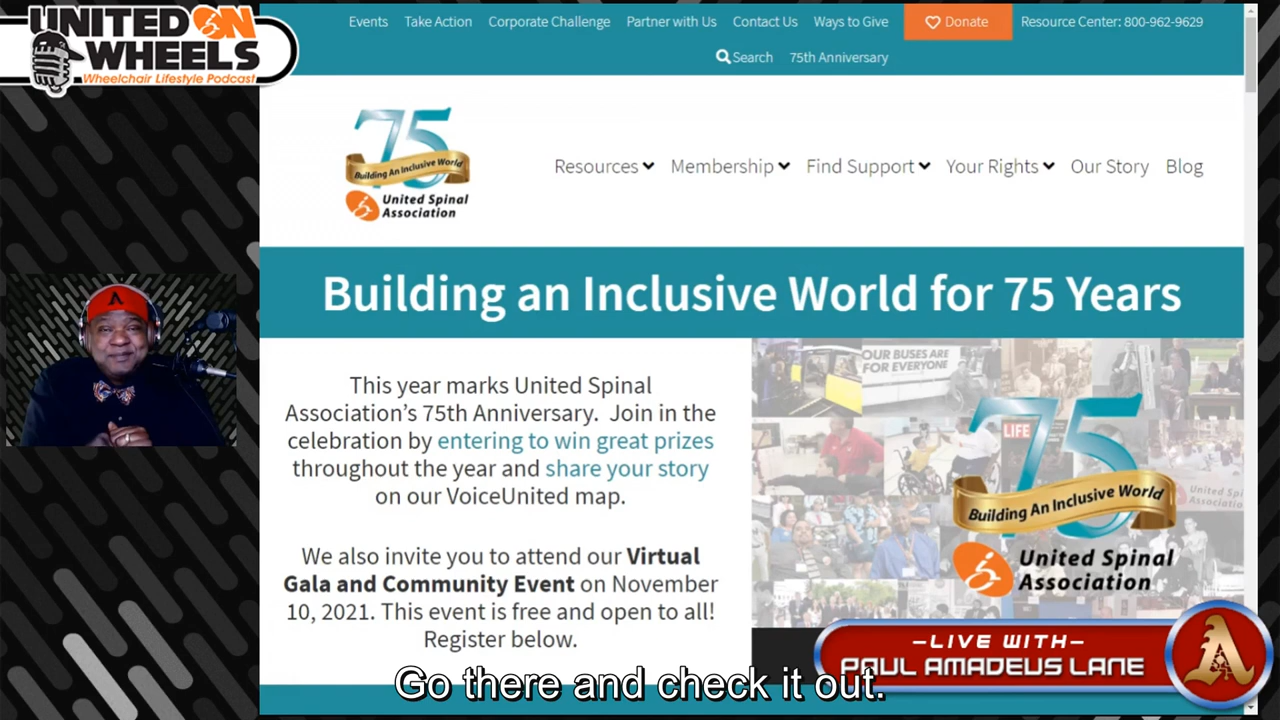 UNITED ON
WHEELS
Wheelchair Lifestyle Podcast
Events Take Action Corporate Challenge Partner with Us Contact Us Ways to Give Donate Resource Center: 800-962-9629
Search 75th Anniversary
75
Building An Inclusive World
United Spinal
Association
Resources Membership Find Support Your Rights Our Story Blog
Building an Inclusive World for 75 Years
This year marks United Spinal
Association's 75th Anniversary. Join in the
celebration by entering to win great prizes
throughout the year and share your story
on our VoiceUnited map.
We also invite you to attend our Virtual
Gala and Community Event on November
10, 2021. This event is free and open to all!
Register below.
OUR BUSES ARE
FOR EVERYONE
LIFE
75
Building An Inclusive World
United Spinal
Association
–LIVE WITH–
PAUL AMADEUS LANE
A
Go there and check it out.